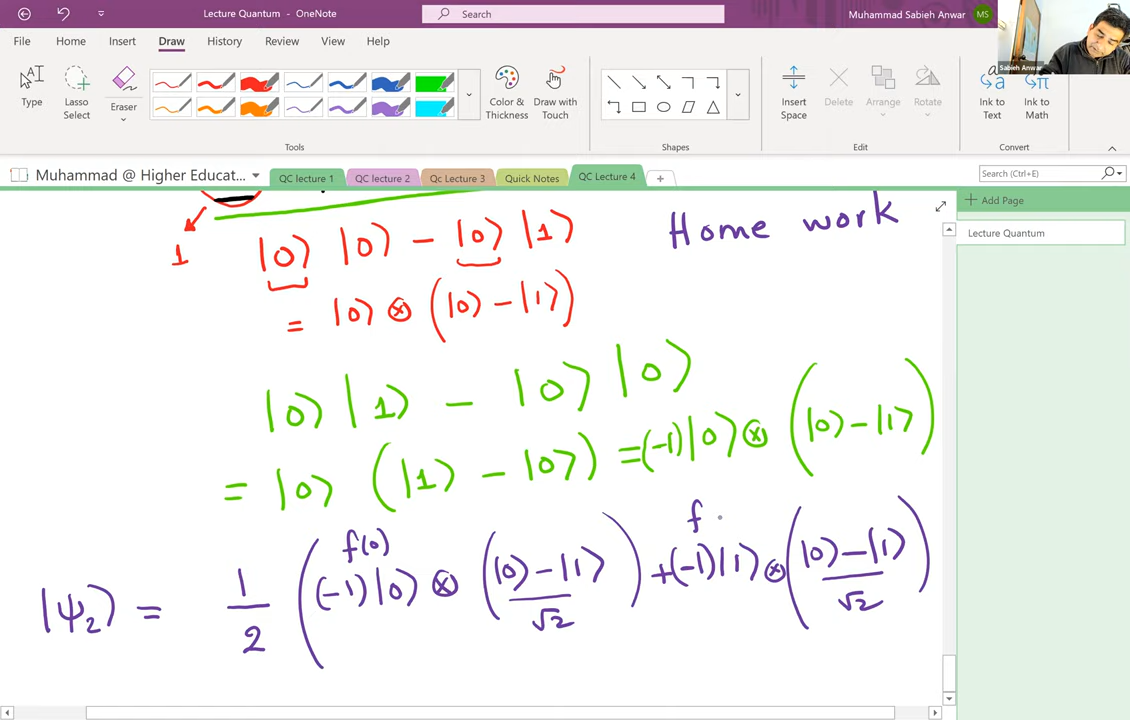 Lecture Quantum - OneNote
Search
Muhammad Sabieh Anwar
MS
File Home Insert Draw History Review View Help
Sabieh Anwar
Type
Lasso Select
Eraser
Color & Thickness
Draw with Touch
Insert Space
Delete
Arrange
Rotate
Ink to Text
Ink to Math
Tools
Shapes
Edit
Convert
Muhammad @ Higher Educat...
QC lecture 1
QC lecture 2
Qc Lecture 3
Quick Notes
QC Lecture 4
Search (Ctrl+E)
Add Page
Lecture Quantum
Home work
1
|0⟩ |0⟩ − |0⟩ |1⟩
= |0⟩ ⊗ (|0⟩ − |1⟩)
|0⟩ |1⟩ − |0⟩ |0⟩
= |0⟩ (|1⟩ − |0⟩) = (-1)|0⟩ ⊗ (|0⟩ − |1⟩)
f(0) f
|ψ₂⟩ = 1/2 ( (-1)|0⟩ ⊗ (|0⟩ − |1⟩ / √2) + (-1)|1⟩ ⊗ (|0⟩ − |1⟩ / √2)